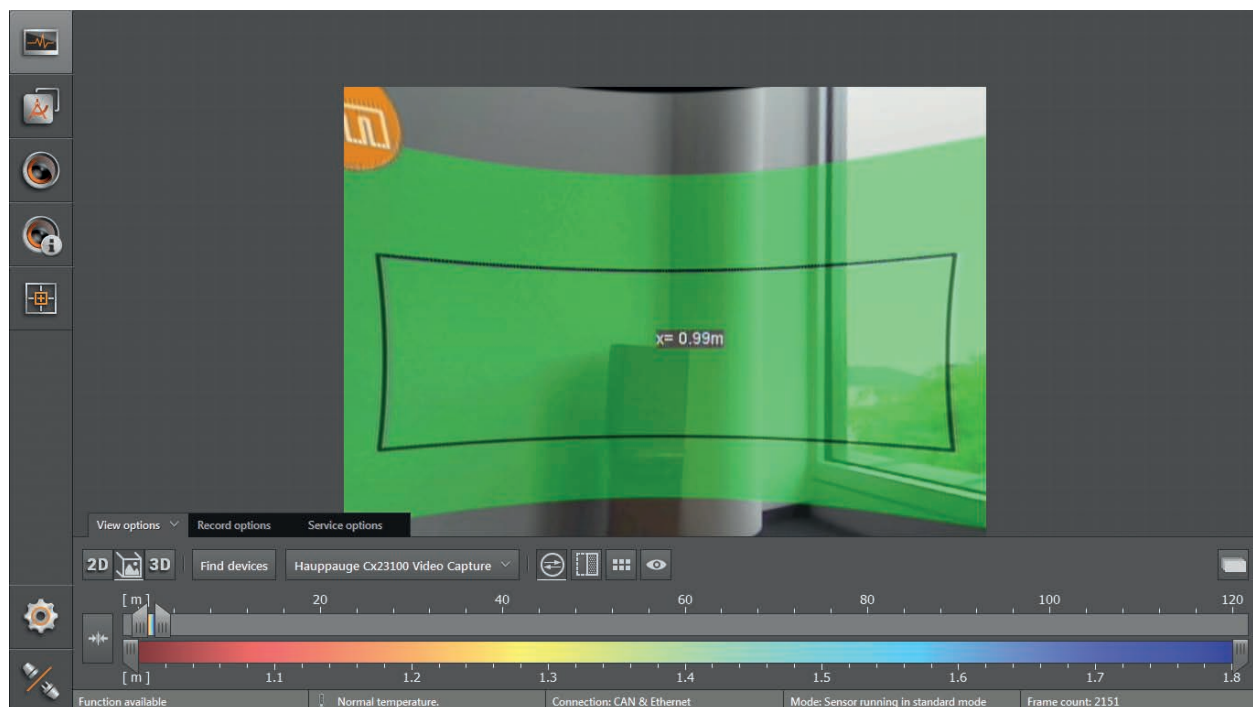 x= 0.99m
View options
Record options
Service options
2D
3D
Find devices
Hauppauge Cx23100 Video Capture
[ m ] 20 40 60 80 100 120
[ m ] 1.1 1.2 1.3 1.4 1.5 1.6 1.7 1.8
Function available
Normal temperature.
Connection: CAN & Ethernet
Mode: Sensor running in standard mode
Frame count: 2151